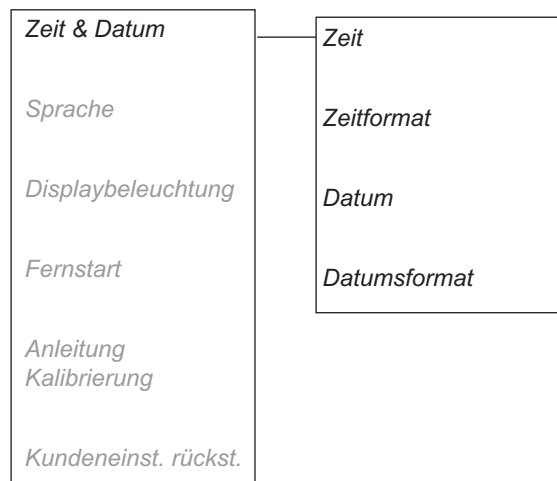 Zeit & Datum
Sprache
Displaybeleuchtung
Fernstart
Anleitung
Kalibrierung
Kundeneinst. rückst.
Zeit
Zeitformat
Datum
Datumsformat